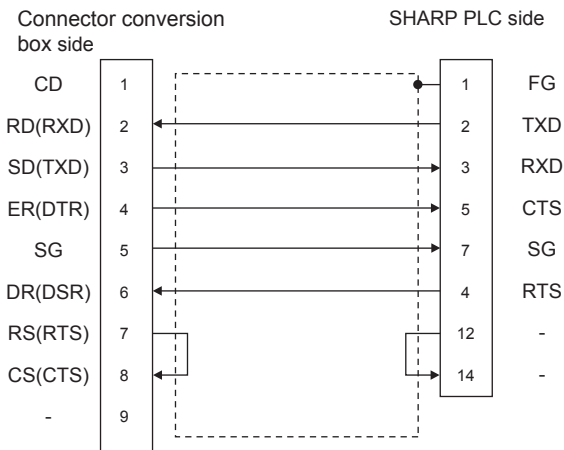 Connector conversion
box side
SHARP PLC side
CD 1 1 FG
RD(RXD) 2 2 TXD
SD(TXD) 3 3 RXD
ER(DTR) 4 5 CTS
SG 5 7 SG
DR(DSR) 6 4 RTS
RS(RTS) 7 12 -
CS(CTS) 8 14 -
- 9